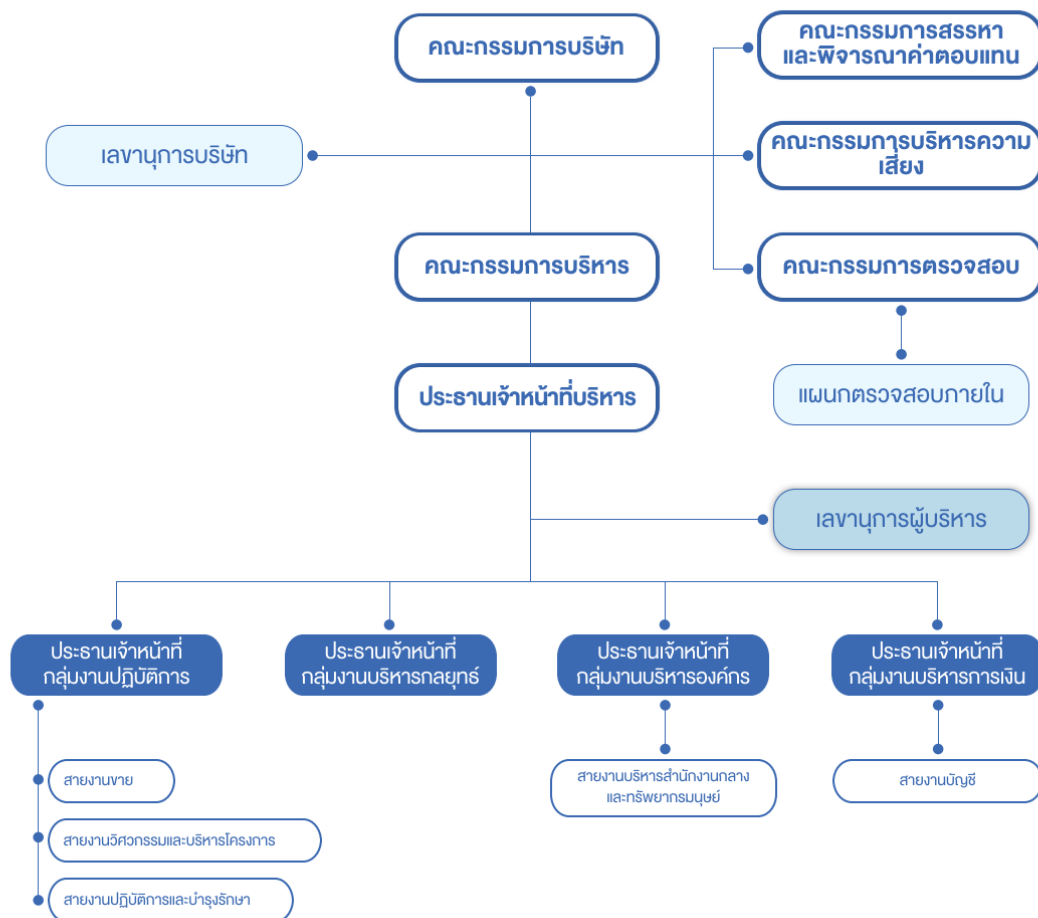 คณะกรรมการบริษัท
คณะกรรมการสรรหา
และพิจารณาค่าตอบแทน
เลขานุการบริษัท
คณะกรรมการบริหารความ
เสี่ยง
คณะกรรมการบริหาร
คณะกรรมการตรวจสอบ
ประธานเจ้าหน้าที่บริหาร
แผนกตรวจสอบภายใน
เลขานุการผู้บริหาร
ประธานเจ้าหน้าที่
กลุ่มงานปฏิบัติการ
ประธานเจ้าหน้าที่
กลุ่มงานบริหารกลยุทธ์
ประธานเจ้าหน้าที่
กลุ่มงานบริหารองค์กร
ประธานเจ้าหน้าที่
กลุ่มงานบริหารการเงิน
สายงานขาย
สายงานวิศวกรรมและบริหารโครงการ
สายงานปฏิบัติการและบำรุงรักษา
สายงานบริหารสำนักงานกลาง
และทรัพยากรมนุษย์
สายงานบัญชี